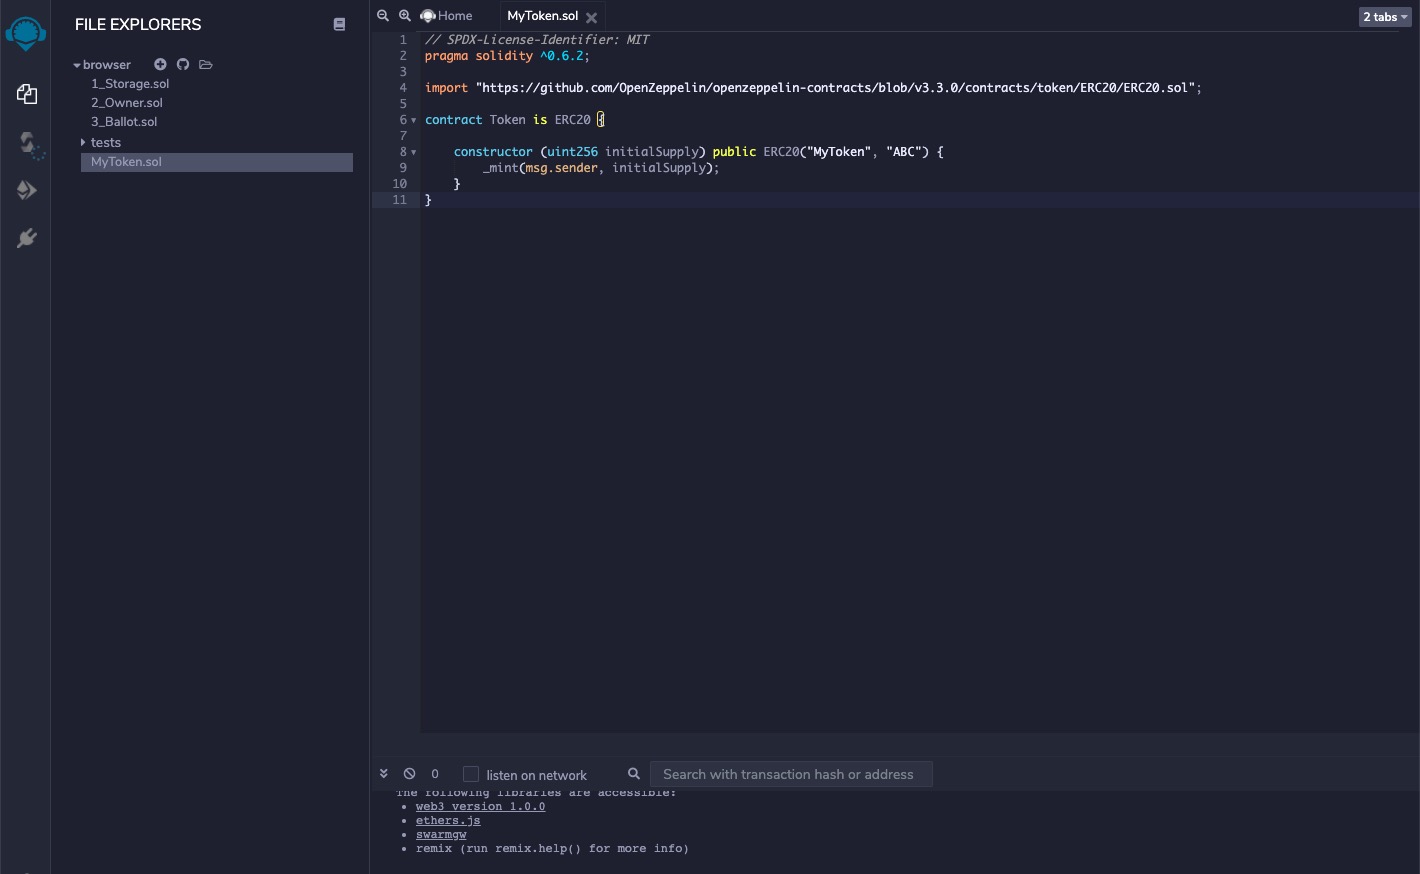 FILE EXPLORERS
browser
1_Storage.sol
2_Owner.sol
3_Ballot.sol
tests
MyToken.sol
Home
MyToken.sol
2 tabs
1 // SPDX-License-Identifier: MIT
2 pragma solidity ^0.6.2;
3
4 import "https://github.com/OpenZeppelin/openzeppelin-contracts/blob/v3.3.0/contracts/token/ERC20/ERC20.sol";
5
6 contract Token is ERC20 {
7
8 constructor (uint256 initialSupply) public ERC20("MyToken", "ABC") {
9 _mint(msg.sender, initialSupply);
10 }
11 }
0
listen on network
Search with transaction hash or address
The following libraries are accessible:
• web3 version 1.0.0
• ethers.js
• swarmgw
• remix (run remix.help() for more info)